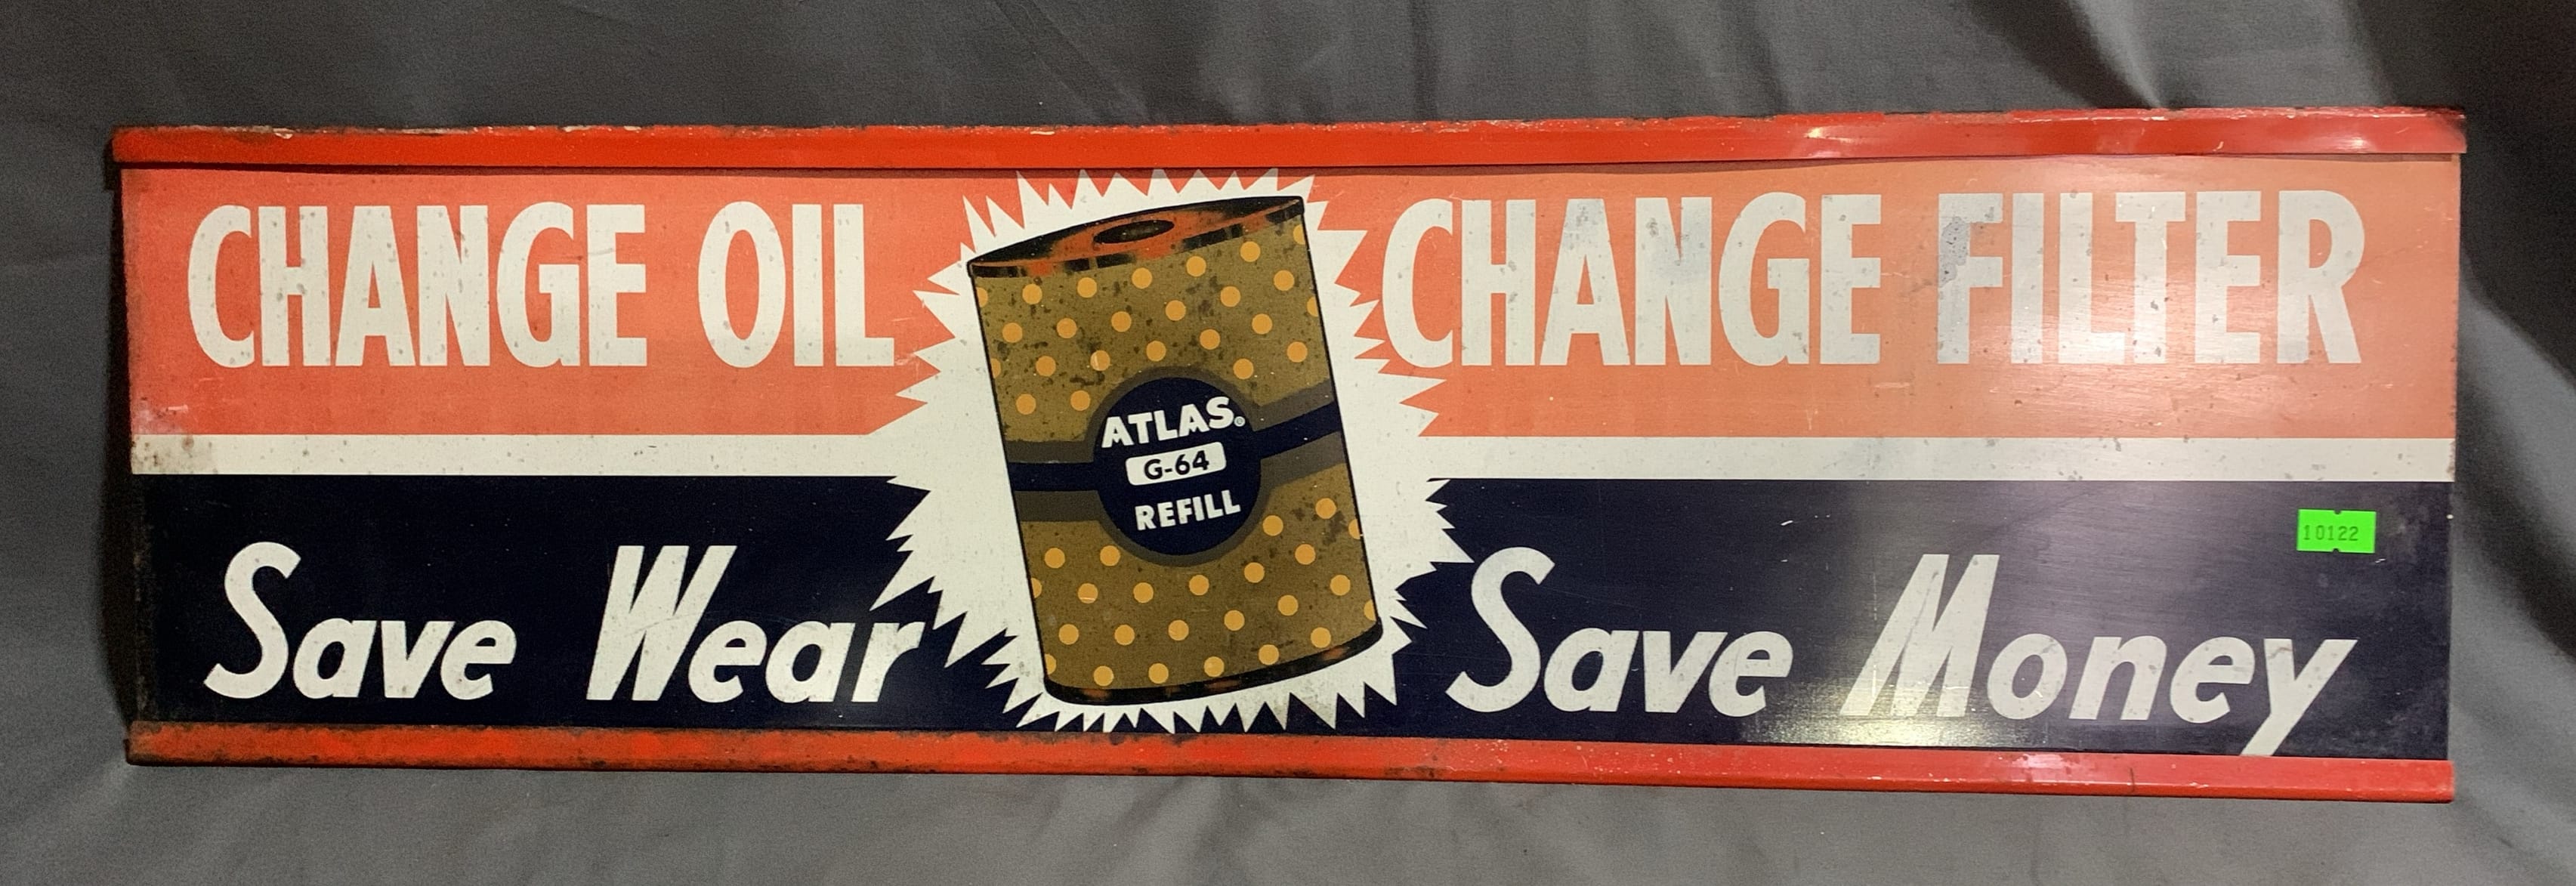 CHANGE OIL CHANGE FILTER
ATLAS®
G-64
REFILL
Save Wear Save Money
10122